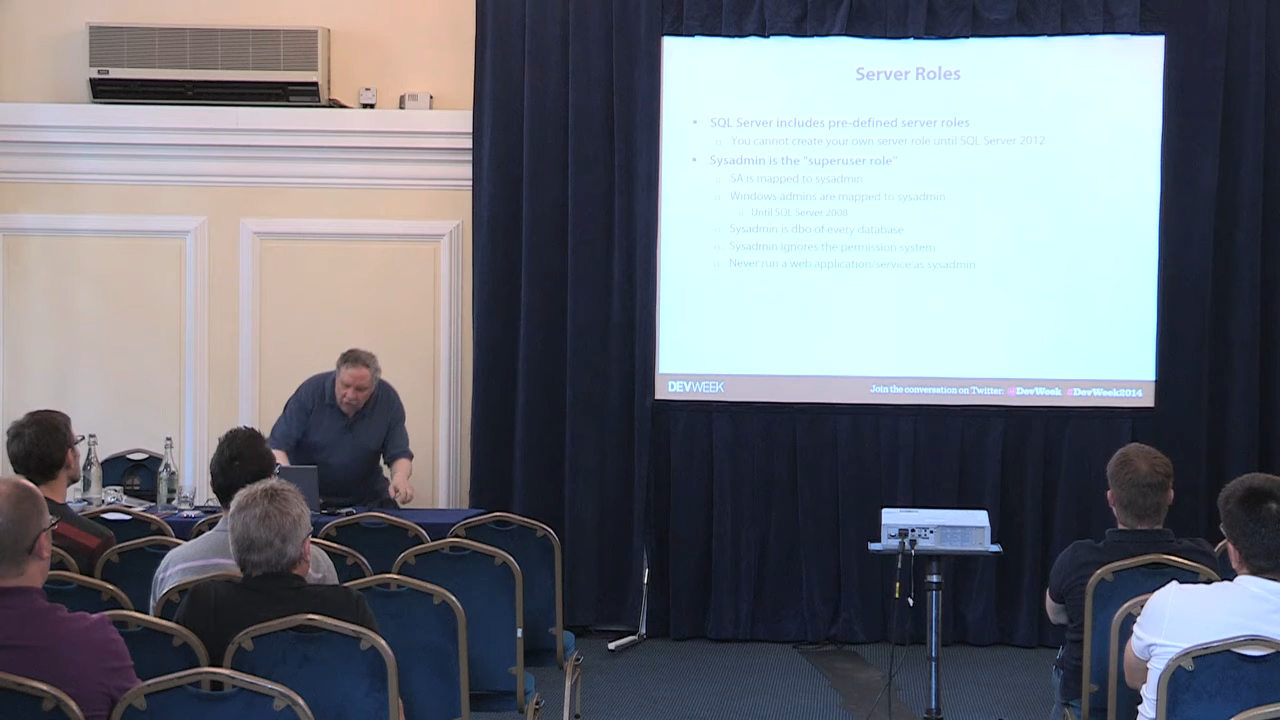 Server Roles
• SQL Server includes pre-defined server roles
o You cannot create your own server role until SQL Server 2012
• Sysadmin is the "superuser role"
o SA is mapped to sysadmin
o Windows admins are mapped to sysadmin
o Until SQL Server 2008
o Sysadmin is dbo of every database
o Sysadmin ignores the permission system
o Never run a web application/service as sysadmin
DEVWEEK Join the conversation on Twitter: @DevWeek #DevWeek2014